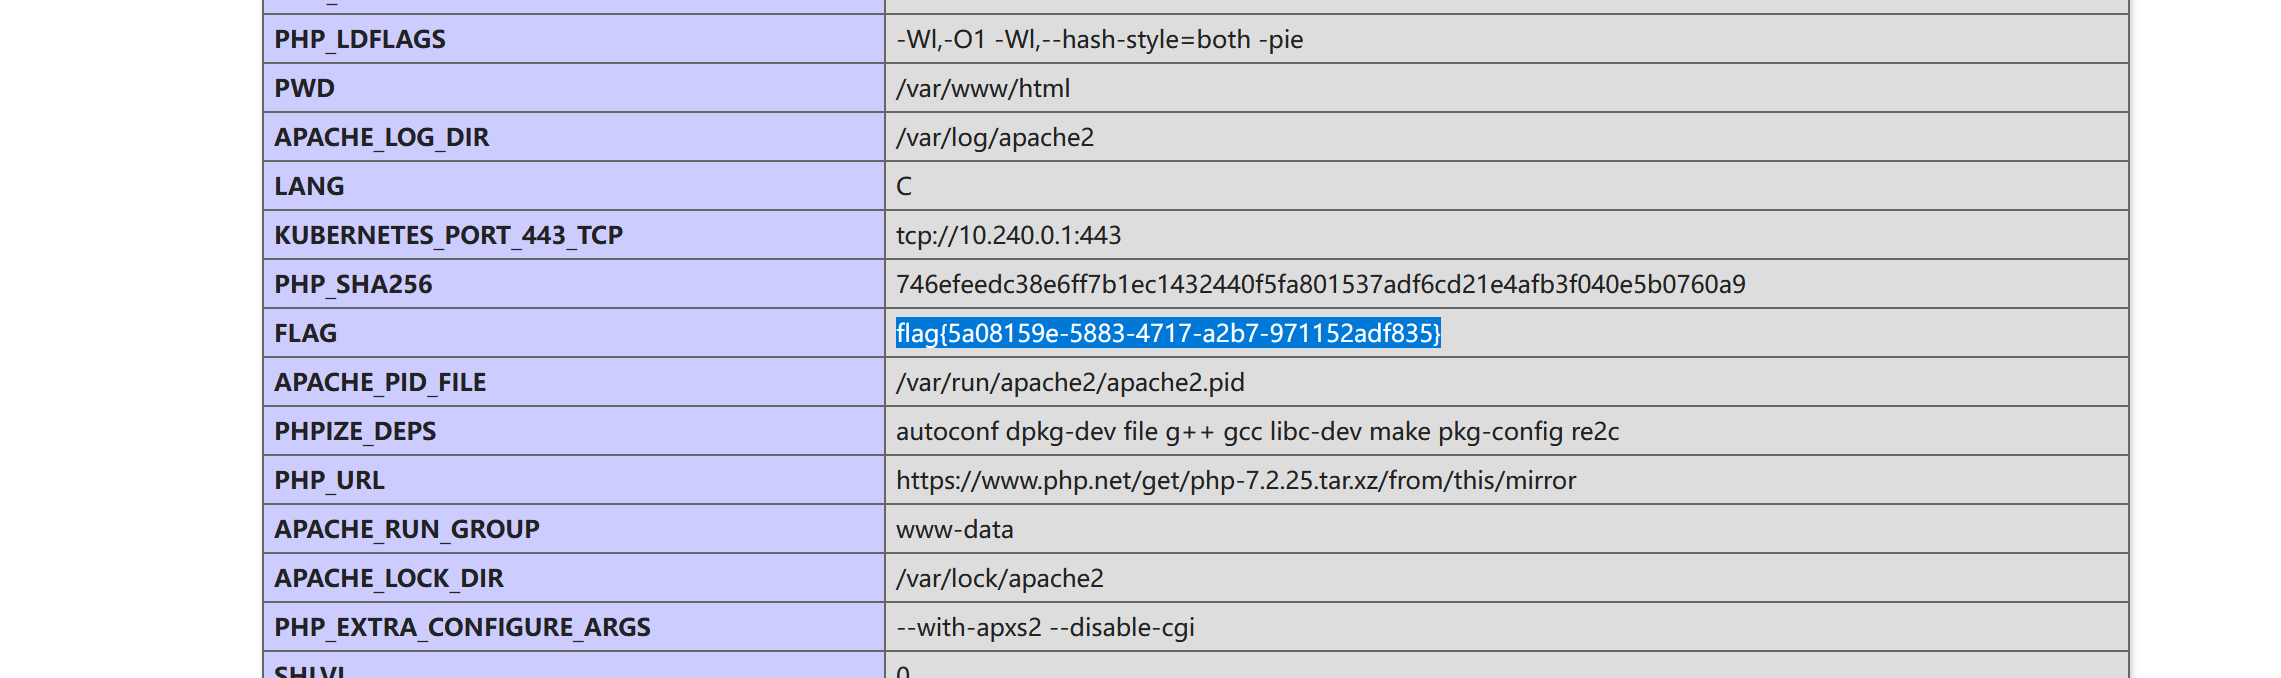 PHP_LDFLAGS -Wl,-O1 -Wl,--hash-style=both -pie
PWD /var/www/html
APACHE_LOG_DIR /var/log/apache2
LANG C
KUBERNETES_PORT_443_TCP tcp://10.240.0.1:443
PHP_SHA256 746efeedc38e6ff7b1ec1432440f5fa801537adf6cd21e4afb3f040e5b0760a9
FLAG flag{5a08159e-5883-4717-a2b7-971152adf835}
APACHE_PID_FILE /var/run/apache2/apache2.pid
PHPIZE_DEPS autoconf dpkg-dev file g++ gcc libc-dev make pkg-config re2c
PHP_URL https://www.php.net/get/php-7.2.25.tar.xz/from/this/mirror
APACHE_RUN_GROUP www-data
APACHE_LOCK_DIR /var/lock/apache2
PHP_EXTRA_CONFIGURE_ARGS --with-apxs2 --disable-cgi
SHLVL 0